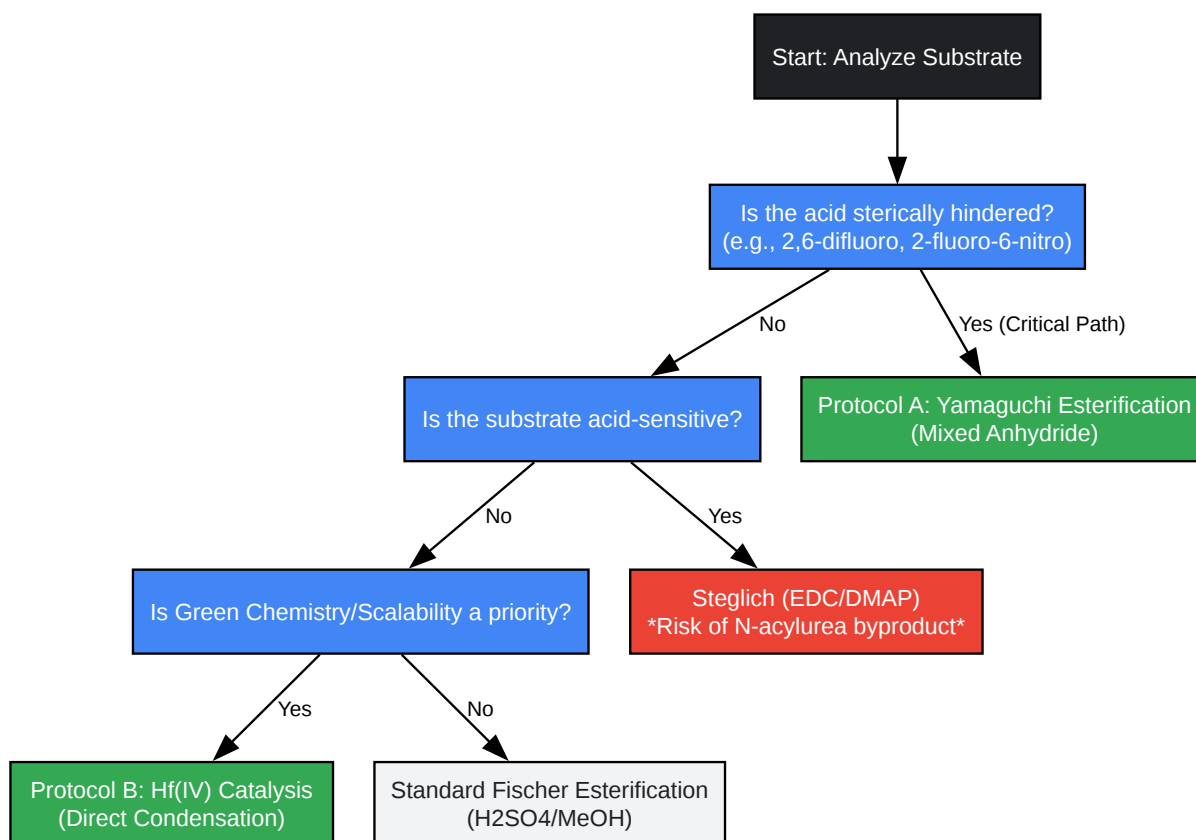 Start: Analyze Substrate
Is the acid sterically hindered?
(e.g., 2,6-difluoro, 2-fluoro-6-nitro)
No
Yes (Critical Path)
Is the substrate acid-sensitive?
Protocol A: Yamaguchi Esterification
(Mixed Anhydride)
No
Yes
Is Green Chemistry/Scalability a priority?
Steglich (EDC/DMAP)
*Risk of N-acylurea byproduct*
Yes
No
Protocol B: Hf(IV) Catalysis
(Direct Condensation)
Standard Fischer Esterification
(H2SO4/MeOH)